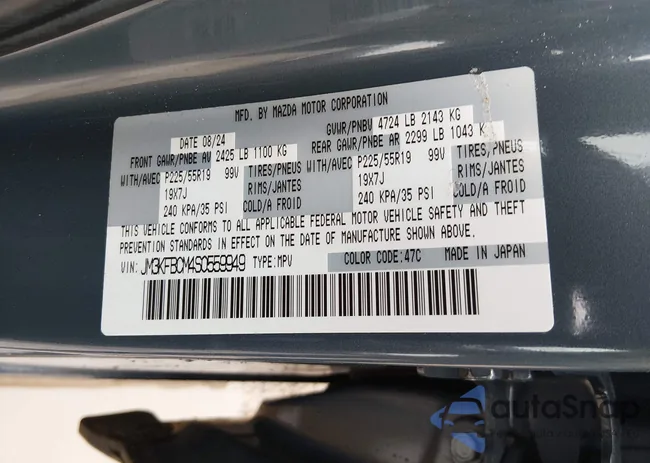 MFD. BY MAZDA MOTOR CORPORATION
DATE 08/24 GVWR/PNBV 4724 LB 2143 KG
FRONT GAWR/PNBE AV 2425 LB 1100 KG REAR GAWR/PNBE AR 2299 LB 1043 K
WITH/AVEC P225/55R19 99V TIRES/PNEUS WITH/AVEC P225/55R19 99V TIRES/PNEUS
19X7J RIMS/JANTES 19X7J RIMS/JANTES
240 KPA/35 PSI COLD/A FROID 240 KPA/35 PSI COLD/A FROID
THIS VEHICLE CONFORMS TO ALL APPLICABLE FEDERAL MOTOR VEHICLE SAFETY AND THEFT
PREVENTION STANDARDS IN EFFECT ON THE DATE OF MANUFACTURE SHOWN ABOVE.
VIN: JM3KFBCM4S0559949 TYPE:MPV COLOR CODE:47C MADE IN JAPAN
autoSnap